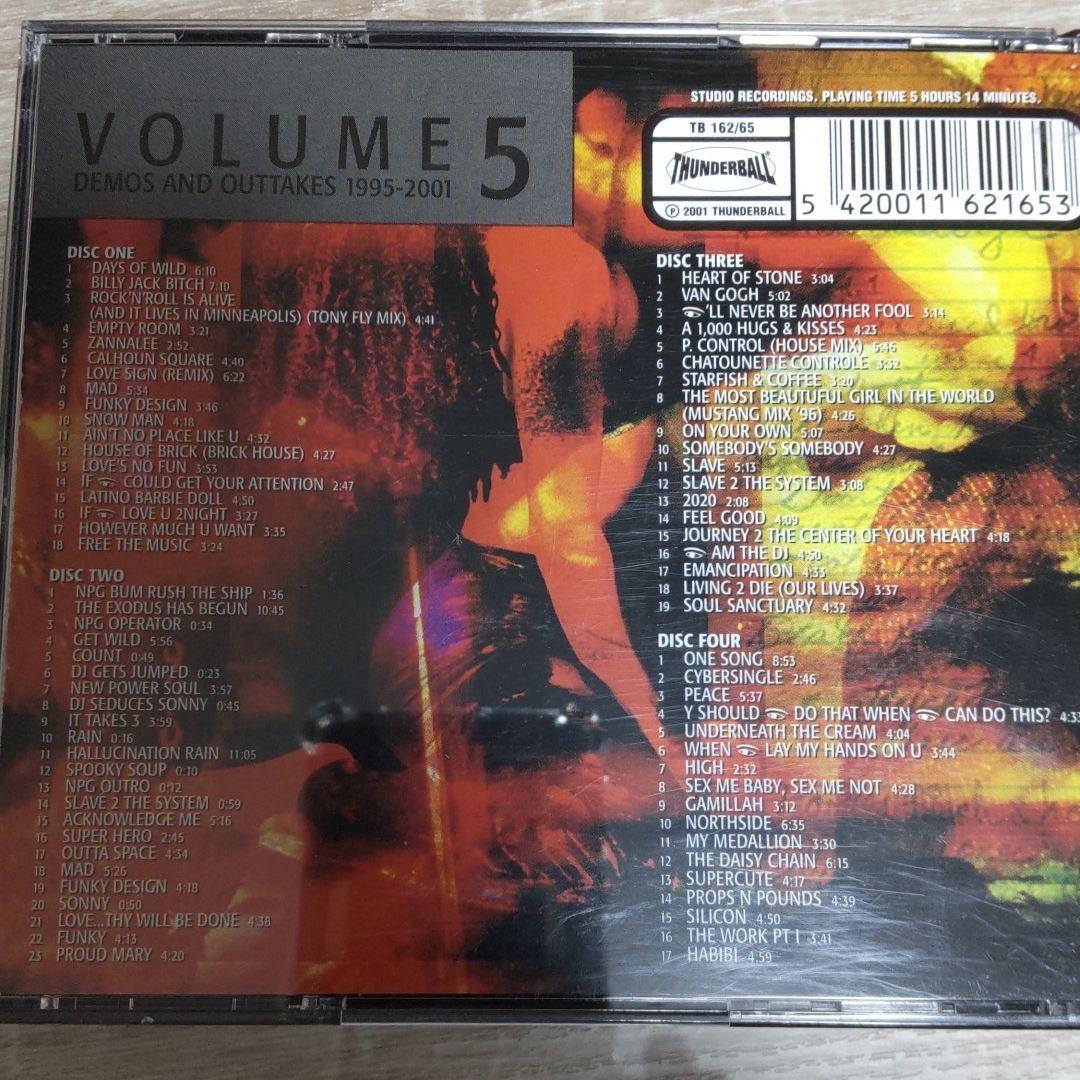 VOLUME 5
DEMOS AND OUTTAKES 1995-2001
STUDIO RECORDINGS. PLAYING TIME 5 HOURS 14 MINUTES.
TB 162/65
THUNDERBALL
℗ 2001 THUNDERBALL
5 420011 621653
DISC ONE
1 DAYS OF WILD 6:10
2 BILLY JACK BITCH 7:10
3 ROCK'N'ROLL IS ALIVE
(AND IT LIVES IN MINNEAPOLIS) (TONY FLY MIX) 4:41
4 EMPTY ROOM 3:21
5 ZANNALEE 2:52
6 CALHOUN SQUARE 4:40
7 LOVE SIGN (REMIX) 6:22
8 MAD 5:34
9 FUNKY DESIGN 3:46
10 SNOW MAN 4:18
11 AIN'T NO PLACE LIKE U 4:32
12 HOUSE OF BRICK (BRICK HOUSE) 4:27
13 LOVE'S NO FUN 3:53
14 IF 👁 COULD GET YOUR ATTENTION 2:47
15 LATINO BARBIE DOLL 4:50
16 IF 👁 LOVE U 2NIGHT 3:27
17 HOWEVER MUCH U WANT 3:35
18 FREE THE MUSIC 3:24
DISC TWO
1 NPG BUM RUSH THE SHIP 1:36
2 THE EXODUS HAS BEGUN 10:45
3 NPG OPERATOR 0:34
4 GET WILD 5:56
5 COUNT 0:49
6 DJ GETS JUMPED 0:23
7 NEW POWER SOUL 3:57
8 DJ SEDUCES SONNY 0:45
9 IT TAKES 3 3:59
10 RAIN 0:16
11 HALLUCINATION RAIN 11:05
12 SPOOKY SOUP 0:10
13 NPG OUTRO 0:12
14 SLAVE 2 THE SYSTEM 0:59
15 ACKNOWLEDGE ME 5:16
16 SUPER HERO 2:45
17 OUTTA SPACE 4:34
18 MAD 5:26
19 FUNKY DESIGN 4:18
20 SONNY 0:50
21 LOVE...THY WILL BE DONE 4:38
22 FUNKY 4:13
23 PROUD MARY 4:20
DISC THREE
1 HEART OF STONE 3:04
2 VAN GOGH 5:02
3 👁'LL NEVER BE ANOTHER FOOL 3:14
4 A 1,000 HUGS & KISSES 4:23
5 P. CONTROL (HOUSE MIX) 5:46
6 CHATOUNETTE CONTROLE 3:32
7 STARFISH & COFFEE 3:20
8 THE MOST BEAUTUFUL GIRL IN THE WORLD
(MUSTANG MIX '96) 4:26
9 ON YOUR OWN 5:07
10 SOMEBODY'S SOMEBODY 4:27
11 SLAVE 5:13
12 SLAVE 2 THE SYSTEM 3:08
13 2020 2:08
14 FEEL GOOD 4:09
15 JOURNEY 2 THE CENTER OF YOUR HEART 4:18
16 👁 AM THE DJ 4:50
17 EMANCIPATION 4:33
18 LIVING 2 DIE (OUR LIVES) 3:37
19 SOUL SANCTUARY 4:32
DISC FOUR
1 ONE SONG 8:53
2 CYBERSINGLE 2:46
3 PEACE 5:37
4 Y SHOULD 👁 DO THAT WHEN 👁 CAN DO THIS? 4:33
5 UNDERNEATH THE CREAM 4:04
6 WHEN 👁 LAY MY HANDS ON U 3:44
7 HIGH 2:32
8 SEX ME BABY, SEX ME NOT 4:28
9 GAMILLAH 3:12
10 NORTHSIDE 6:35
11 MY MEDALLION 3:30
12 THE DAISY CHAIN 6:15
13 SUPERCUTE 4:17
14 PROPS N POUNDS 4:39
15 SILICON 4:50
16 THE WORK PT I 3:41
17 HABIBI 4:59